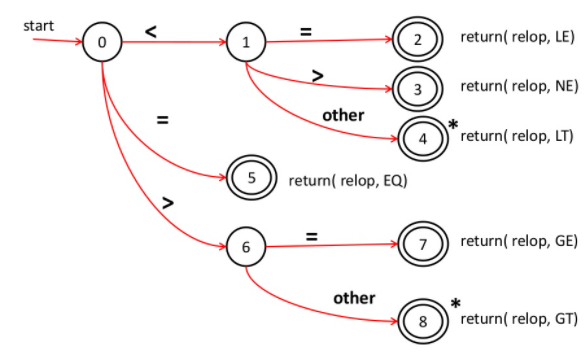 start
0
<
1
=
2
return( relop, LE)
>
3
return( relop, NE)
other
4
*
return( relop, LT)
=
5
return( relop, EQ)
>
6
=
7
return( relop, GE)
other
8
*
return( relop, GT)